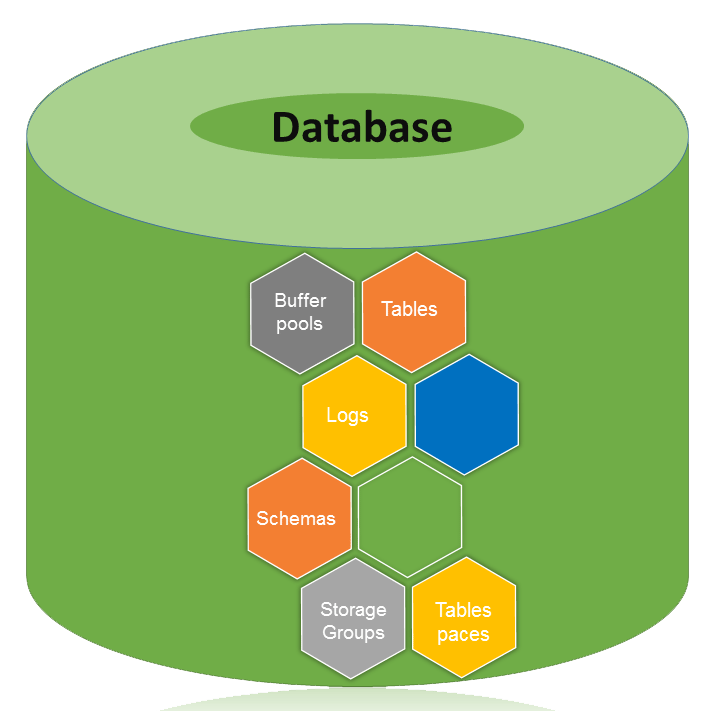 Database
Buffer
pools
Tables
Logs
Schemas
Storage
Groups
Tables
paces